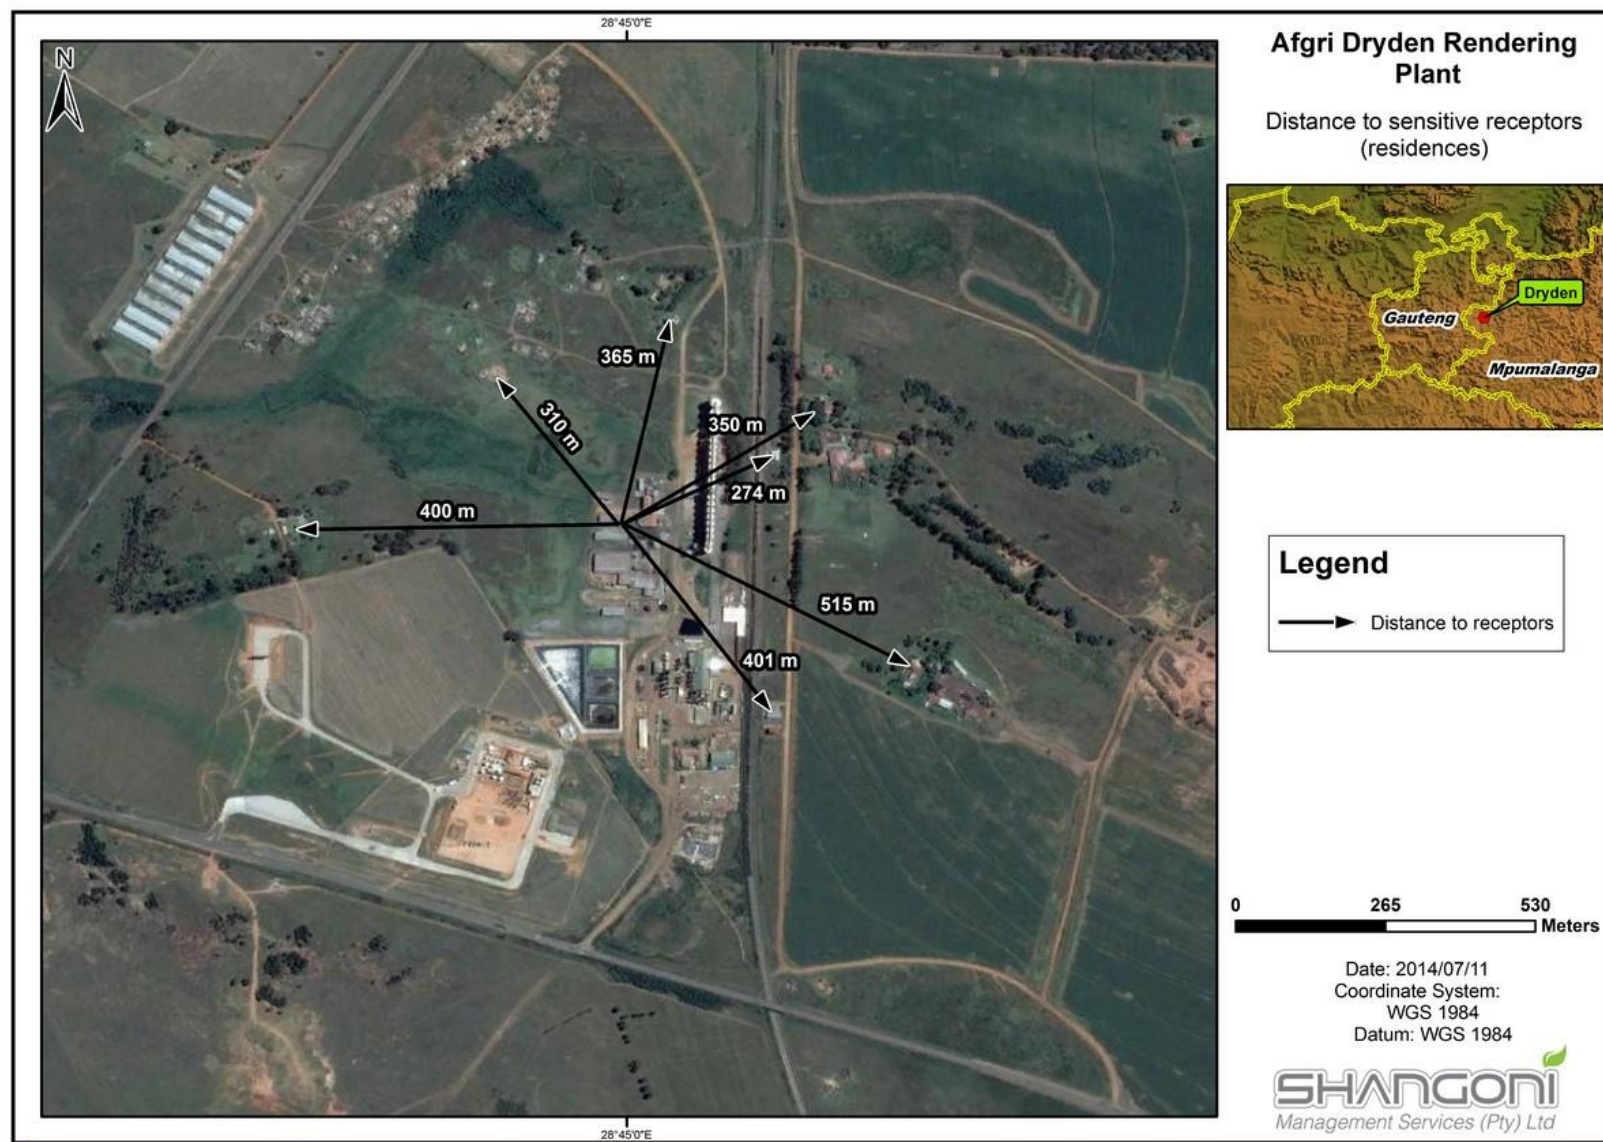 28°45'0"E
N
365 m
310 m
350 m
274 m
400 m
515 m
401 m
28°45'0"E
Afgri Dryden Rendering
Plant
Distance to sensitive receptors
(residences)
Dryden
Gauteng
Mpumalanga
Legend
Distance to receptors
0 265 530
Meters
Date: 2014/07/11
Coordinate System:
WGS 1984
Datum: WGS 1984
SHANGONI
Management Services (Pty) Ltd